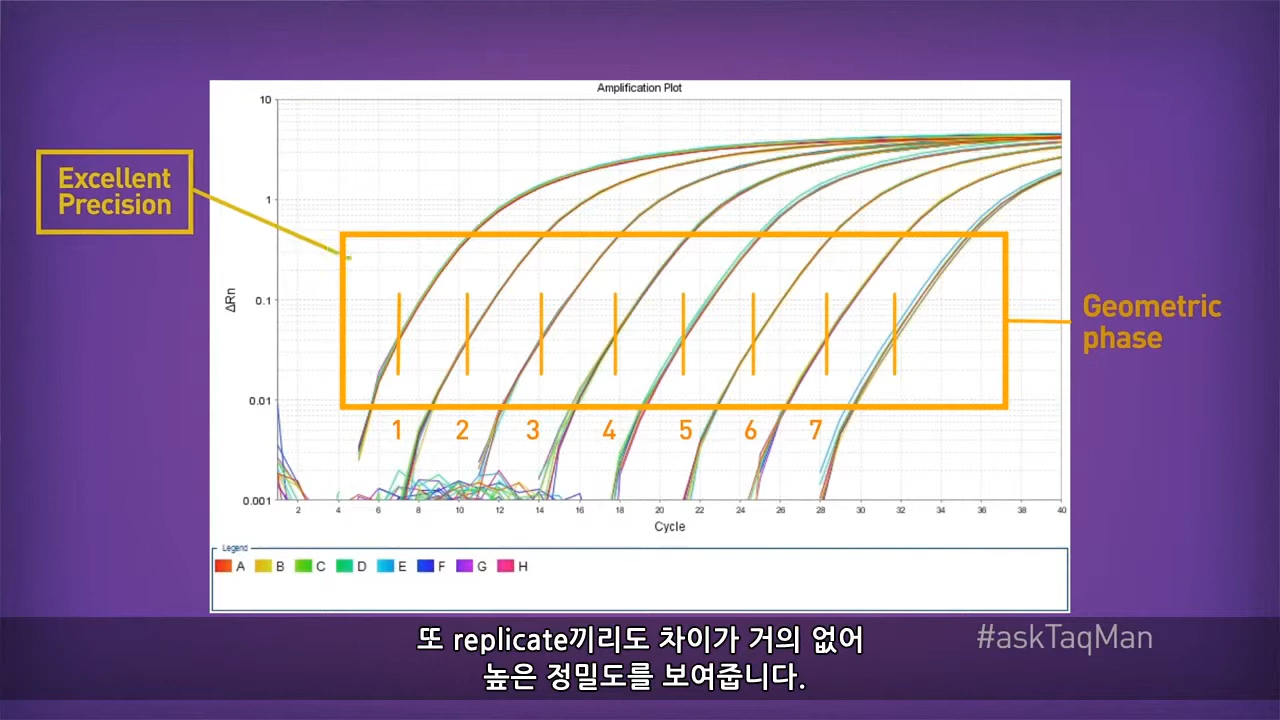 Amplification Plot
Excellent
Precision
10
1
0.1
0.01
0.001
ΔRn
Geometric
phase
1 2 3 4 5 6 7
2 4 6 8 10 12 14 16 18 20 22 24 26 28 30 32 34 36 38 40
Cycle
Legend
A B C D E F G H
또 replicate끼리도 차이가 거의 없어
높은 정밀도를 보여줍니다.
#askTaqMan